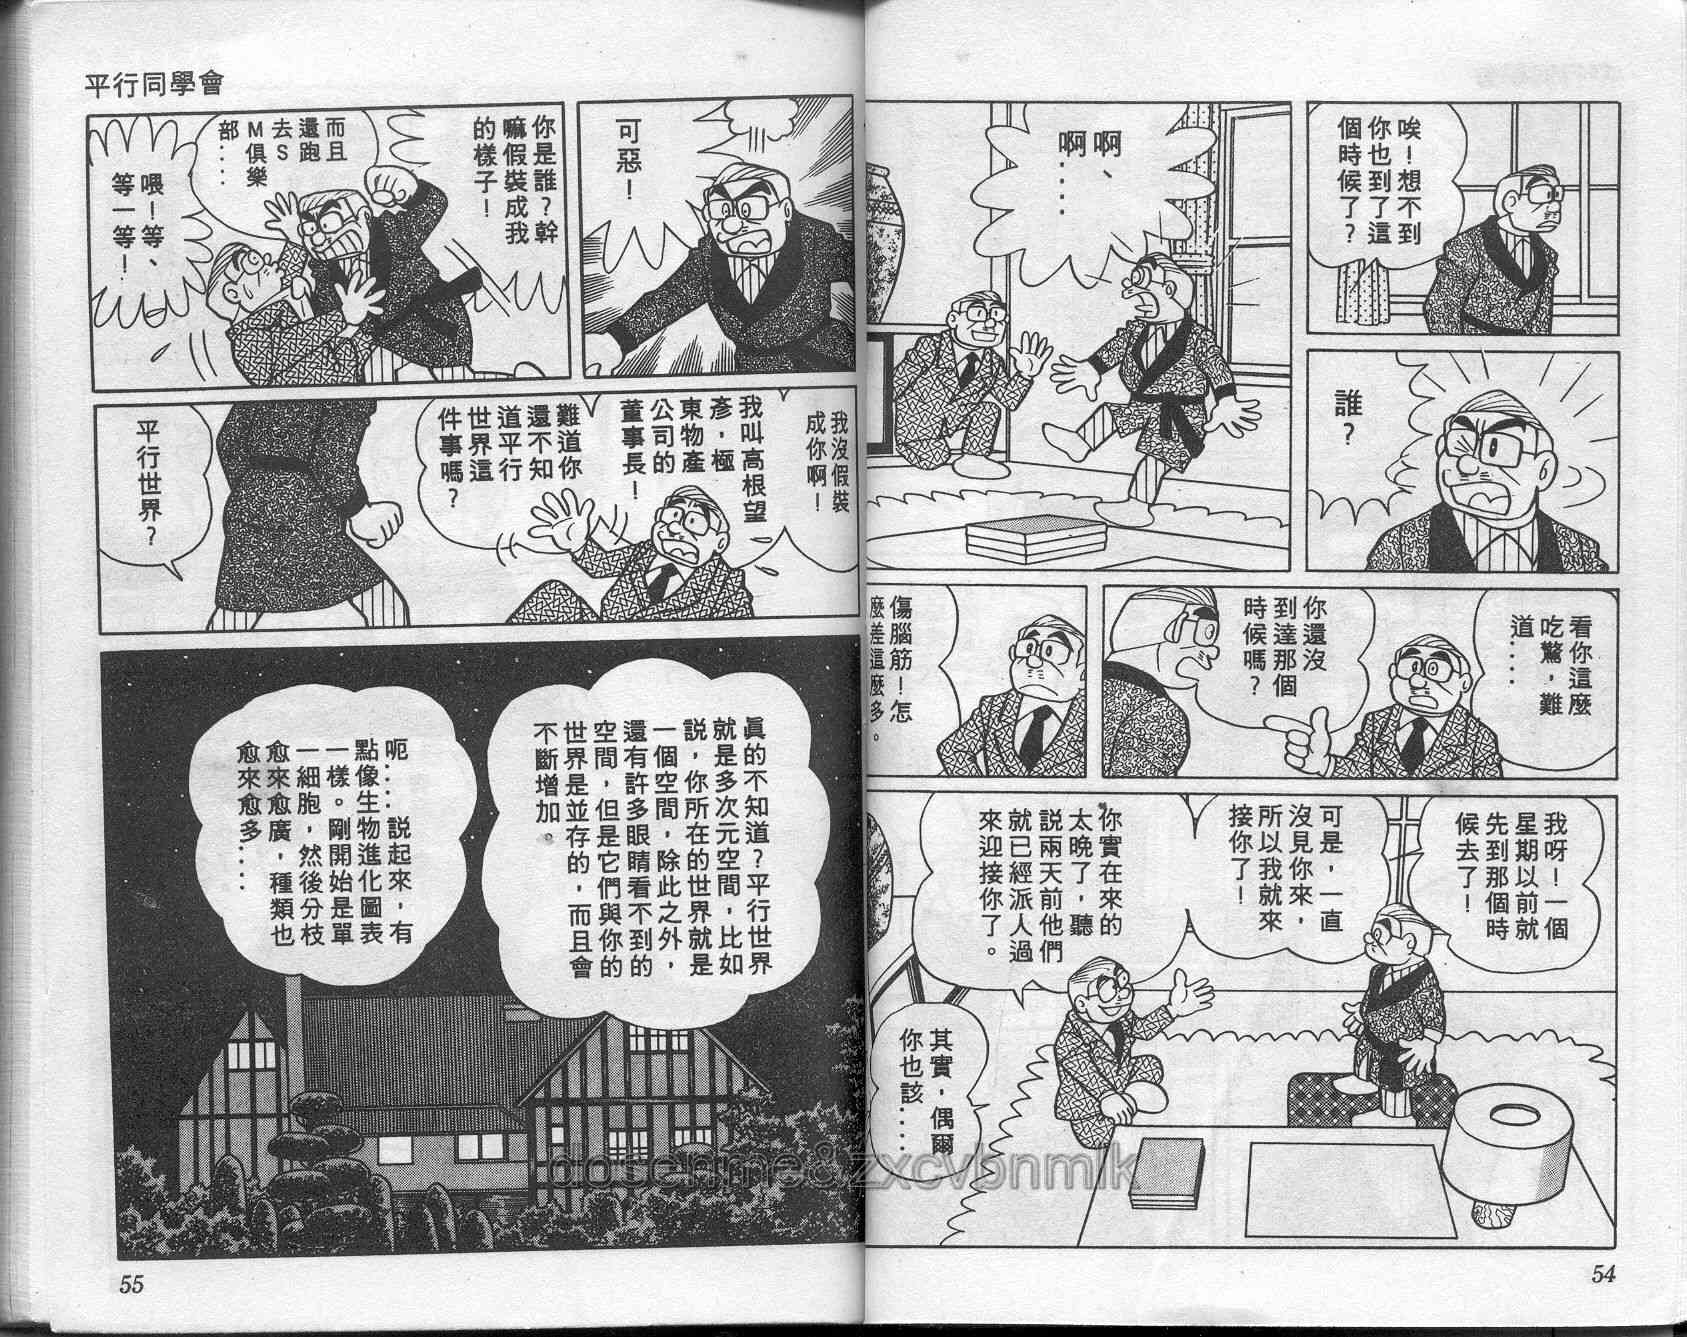 唉！想不到
你也到了這
個時候了？
啊、
啊‥‥
誰？
看你這麼
吃驚，難
道‥‥
你還沒
到達那個
時候嗎？
傷腦筋！怎
麼差這麼多。
我呀！一個
星期以前就
先到那個時
候去了！
可是，一直
沒見你來，
所以我就來
接你了！
你實在來的
太晚了，聽
說兩天前他們
就已經派人過
來迎接你了。
其實，偶爾
你也該‥‥
54
平行同學會
可惡！
你是誰？幹
嘛假裝成我
的樣子！
而且
還跑
去S
M俱樂
部‥‥
喂！等、
等一等！
我沒假裝
成你啊！
我叫高根望
彥，極
東物產
公司的
董事長！
難道你
還不知
道平行
世界這
件事嗎？
平行世界？
真的不知道？平行世界
就是多次元空間，比如
說，你所在的世界就是
一個空間，除此之外，
還有許多眼睛看不到的
空間，但是它們與你的
世界是並存的，而且會
不斷增加。
呃‥‥說起來，有
點像生物進化圖表
一樣。剛開始是單
一細胞，然後分枝
愈來愈廣，種類也
愈來愈多‥‥
55
dosenme&zxcvbnmlk